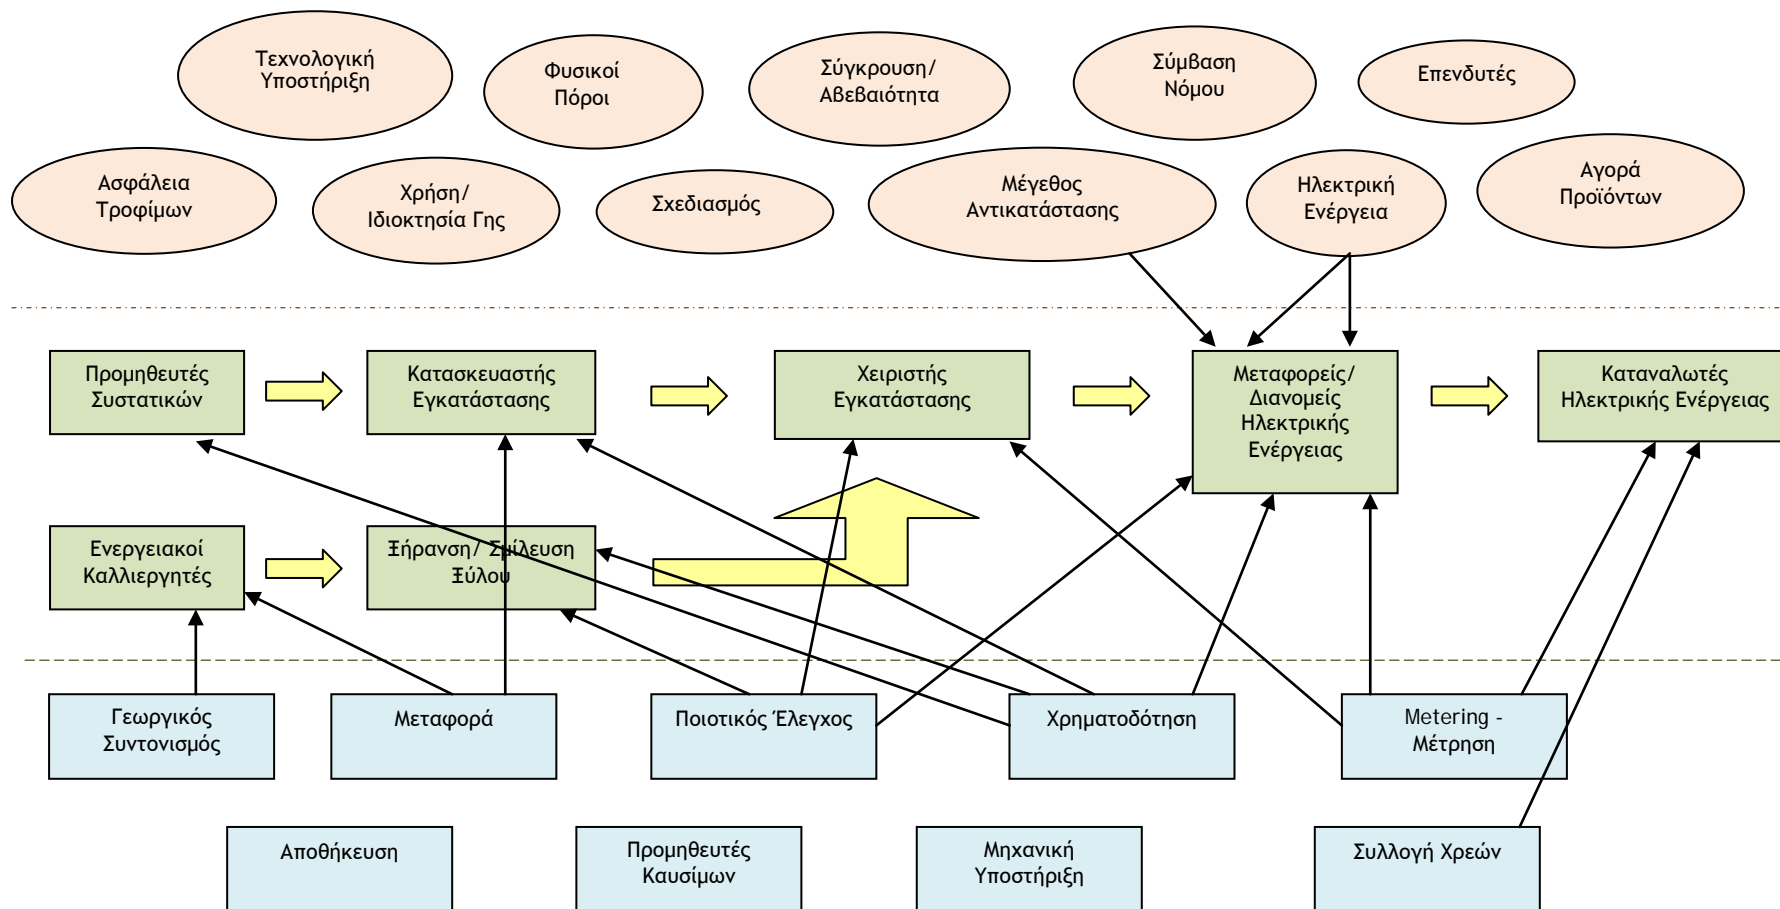 Τεχνολογική
Υποστήριξη
Φυσικοί
Πόροι
Σύγκρουση/
Αβεβαιότητα
Σύμβαση
Νόμου
Επενδυτές
Ασφάλεια
Τροφίμων
Χρήση/
Ιδιοκτησία Γης
Σχεδιασμός
Μέγεθος
Αντικατάστασης
Ηλεκτρική
Ενέργεια
Αγορά
Προϊόντων
Προμηθευτές
Συστατικών
Κατασκευαστής
Εγκατάστασης
Χειριστής
Εγκατάστασης
Μεταφορείς/
Διανομείς
Ηλεκτρικής
Ενέργειας
Καταναλωτές
Ηλεκτρικής Ενέργειας
Ενεργειακοί
Καλλιεργητές
Ξήρανση/ Σμίλευση
Ξύλου
Γεωργικός
Συντονισμός
Μεταφορά
Ποιοτικός Έλεγχος
Χρηματοδότηση
Metering -
Μέτρηση
Αποθήκευση
Προμηθευτές
Καυσίμων
Μηχανική
Υποστήριξη
Συλλογή Χρεών